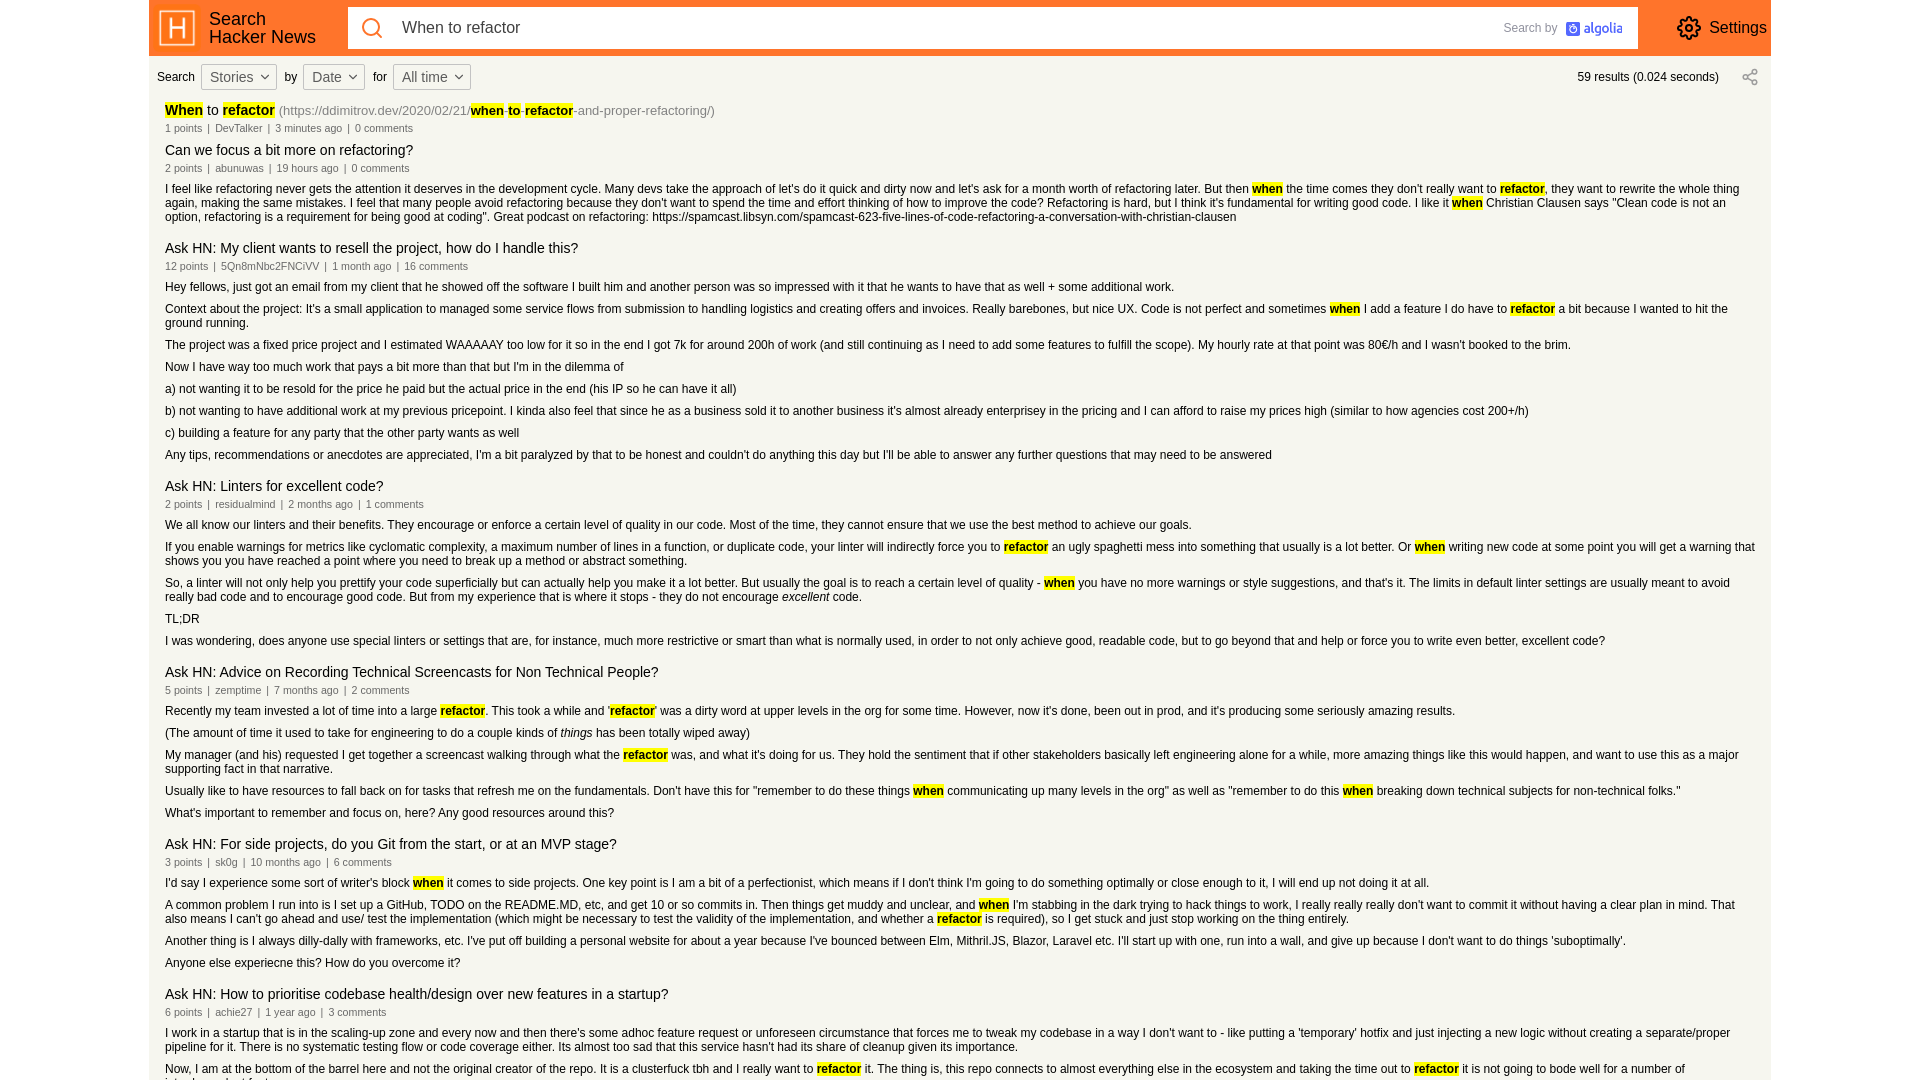 Search
Hacker News
When to refactor
Search by algolia
Settings
Search Stories by Date for All time
59 results (0.024 seconds)
When to refactor (https://ddimitrov.dev/2020/02/21/when-to-refactor-and-proper-refactoring/)
1 points | DevTalker | 3 minutes ago | 0 comments
Can we focus a bit more on refactoring?
2 points | abunuwas | 19 hours ago | 0 comments
I feel like refactoring never gets the attention it deserves in the development cycle. Many devs take the approach of let's do it quick and dirty now and let's ask for a month worth of refactoring later. But then when the time comes they don't really want to refactor, they want to rewrite the whole thing
again, making the same mistakes. I feel that many people avoid refactoring because they don't want to spend the time and effort thinking of how to improve the code? Refactoring is hard, but I think it's fundamental for writing good code. I like it when Christian Clausen says "Clean code is not an
option, refactoring is a requirement for being good at coding". Great podcast on refactoring: https://spamcast.libsyn.com/spamcast-623-five-lines-of-code-refactoring-a-conversation-with-christian-clausen
Ask HN: My client wants to resell the project, how do I handle this?
12 points | 5Qn8mNbc2FNCiVV | 1 month ago | 16 comments
Hey fellows, just got an email from my client that he showed off the software I built him and another person was so impressed with it that he wants to have that as well + some additional work.
Context about the project: It's a small application to managed some service flows from submission to handling logistics and creating offers and invoices. Really barebones, but nice UX. Code is not perfect and sometimes when I add a feature I do have to refactor a bit because I wanted to hit the
ground running.
The project was a fixed price project and I estimated WAAAAAY too low for it so in the end I got 7k for around 200h of work (and still continuing as I need to add some features to fulfill the scope). My hourly rate at that point was 80€/h and I wasn't booked to the brim.
Now I have way too much work that pays a bit more than that but I'm in the dilemma of
a) not wanting it to be resold for the price he paid but the actual price in the end (his IP so he can have it all)
b) not wanting to have additional work at my previous pricepoint. I kinda also feel that since he as a business sold it to another business it's almost already enterprisey in the pricing and I can afford to raise my prices high (similar to how agencies cost 200+/h)
c) building a feature for any party that the other party wants as well
Any tips, recommendations or anecdotes are appreciated, I'm a bit paralyzed by that to be honest and couldn't do anything this day but I'll be able to answer any further questions that may need to be answered
Ask HN: Linters for excellent code?
2 points | residualmind | 2 months ago | 1 comments
We all know our linters and their benefits. They encourage or enforce a certain level of quality in our code. Most of the time, they cannot ensure that we use the best method to achieve our goals.
If you enable warnings for metrics like cyclomatic complexity, a maximum number of lines in a function, or duplicate code, your linter will indirectly force you to refactor an ugly spaghetti mess into something that usually is a lot better. Or when writing new code at some point you will get a warning that
shows you you have reached a point where you need to break up a method or abstract something.
So, a linter will not only help you prettify your code superficially but can actually help you make it a lot better. But usually the goal is to reach a certain level of quality - when you have no more warnings or style suggestions, and that's it. The limits in default linter settings are usually meant to avoid
really bad code and to encourage good code. But from my experience that is where it stops - they do not encourage excellent code.
TL;DR
I was wondering, does anyone use special linters or settings that are, for instance, much more restrictive or smart than what is normally used, in order to not only achieve good, readable code, but to go beyond that and help or force you to write even better, excellent code?
Ask HN: Advice on Recording Technical Screencasts for Non Technical People?
5 points | zemptime | 7 months ago | 2 comments
Recently my team invested a lot of time into a large refactor. This took a while and 'refactor' was a dirty word at upper levels in the org for some time. However, now it's done, been out in prod, and it's producing some seriously amazing results.
(The amount of time it used to take for engineering to do a couple kinds of things has been totally wiped away)
My manager (and his) requested I get together a screencast walking through what the refactor was, and what it's doing for us. They hold the sentiment that if other stakeholders basically left engineering alone for a while, more amazing things like this would happen, and want to use this as a major
supporting fact in that narrative.
Usually like to have resources to fall back on for tasks that refresh me on the fundamentals. Don't have this for "remember to do these things when communicating up many levels in the org" as well as "remember to do this when breaking down technical subjects for non-technical folks."
What's important to remember and focus on, here? Any good resources around this?
Ask HN: For side projects, do you Git from the start, or at an MVP stage?
3 points | sk0g | 10 months ago | 6 comments
I'd say I experience some sort of writer's block when it comes to side projects. One key point is I am a bit of a perfectionist, which means if I don't think I'm going to do something optimally or close enough to it, I will end up not doing it at all.
A common problem I run into is I set up a GitHub, TODO on the README.MD, etc, and get 10 or so commits in. Then things get muddy and unclear, and when I'm stabbing in the dark trying to hack things to work, I really really really don't want to commit it without having a clear plan in mind. That
also means I can't go ahead and use/ test the implementation (which might be necessary to test the validity of the implementation, and whether a refactor is required), so I get stuck and just stop working on the thing entirely.
Another thing is I always dilly-dally with frameworks, etc. I've put off building a personal website for about a year because I've bounced between Elm, Mithril.JS, Blazor, Laravel etc. I'll start up with one, run into a wall, and give up because I don't want to do things 'suboptimally'.
Anyone else experiecne this? How do you overcome it?
Ask HN: How to prioritise codebase health/design over new features in a startup?
6 points | achie27 | 1 year ago | 3 comments
I work in a startup that is in the scaling-up zone and every now and then there's some adhoc feature request or unforeseen circumstance that forces me to tweak my codebase in a way I don't want to - like putting a 'temporary' hotfix and just injecting a new logic without creating a separate/proper
pipeline for it. There is no systematic testing flow or code coverage either. Its almost too sad that this service hasn't had its share of cleanup given its importance.
Now, I am at the bottom of the barrel here and not the original creator of the repo. It is a clusterfuck tbh and I really want to refactor it. The thing is, this repo connects to almost everything else in the ecosystem and taking the time out to refactor it is not going to bode well for a number of